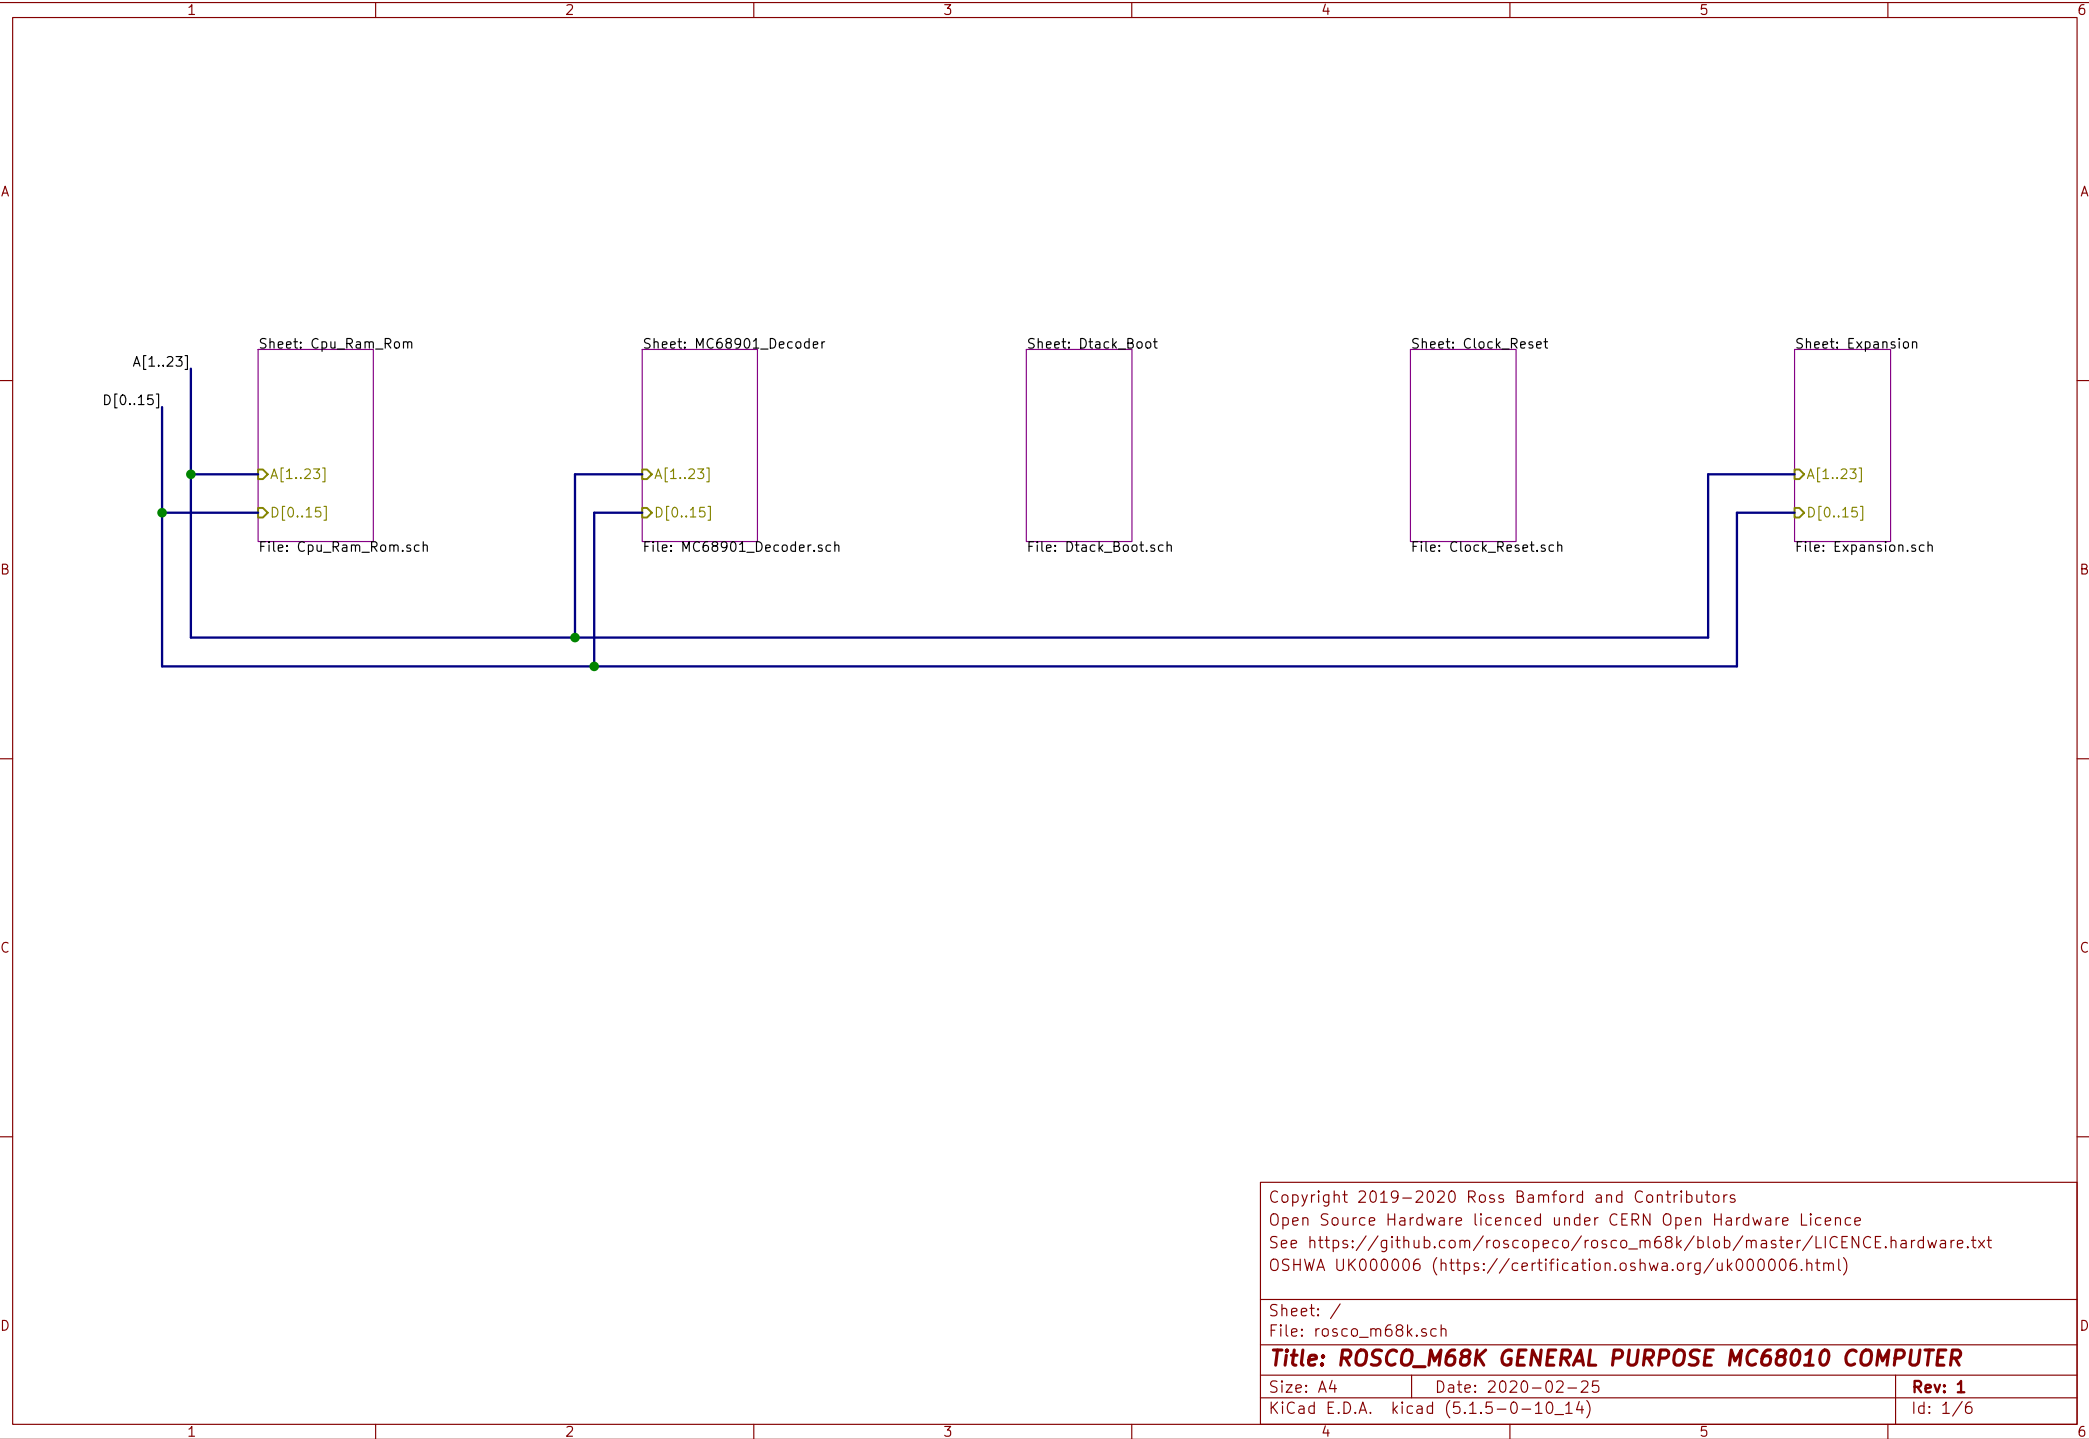 1 2 3 4 5 6
A A
Sheet: Cpu_Ram_Rom Sheet: MC68901_Decoder Sheet: Dtack_Boot Sheet: Clock_Reset Sheet: Expansion
A[1..23]
D[0..15]
A[1..23] A[1..23] A[1..23]
D[0..15] D[0..15] D[0..15]
File: Cpu_Ram_Rom.sch File: MC68901_Decoder.sch File: Dtack_Boot.sch File: Clock_Reset.sch File: Expansion.sch
B B
C C
Copyright 2019-2020 Ross Bamford and Contributors
Open Source Hardware licenced under CERN Open Hardware Licence
See https://github.com/roscopeco/rosco_m68k/blob/master/LICENCE.hardware.txt
OSHWA UK000006 (https://certification.oshwa.org/uk000006.html)
Sheet: /
D D
File: rosco_m68k.sch
Title: ROSCO_M68K GENERAL PURPOSE MC68010 COMPUTER
Size: A4 Date: 2020-02-25 Rev: 1
KiCad E.D.A. kicad (5.1.5-0-10_14) Id: 1/6
1 2 3 4 5 6